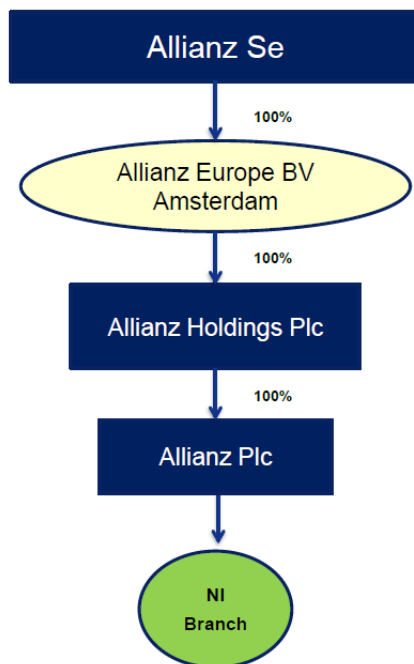 Allianz Se
100%
Allianz Europe BV
Amsterdam
100%
Allianz Holdings Plc
100%
Allianz Plc
NI
Branch